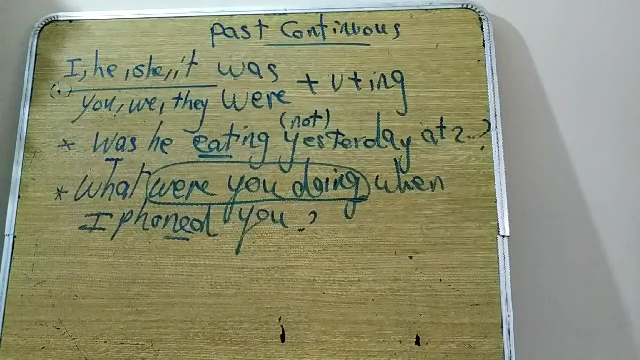 past Continuous
I, he, she, it was
you, we, they were + v+ing
(not)
* Was he eating yesterday at 2..?
* What were you doing when
I phoned you ..?